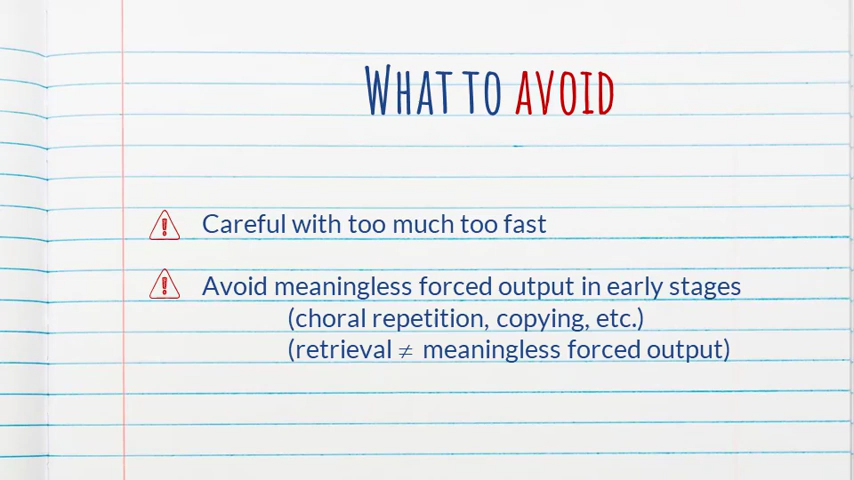 What to avoid
Careful with too much too fast
Avoid meaningless forced output in early stages
(choral repetition, copying, etc.)
(retrieval ≠ meaningless forced output)